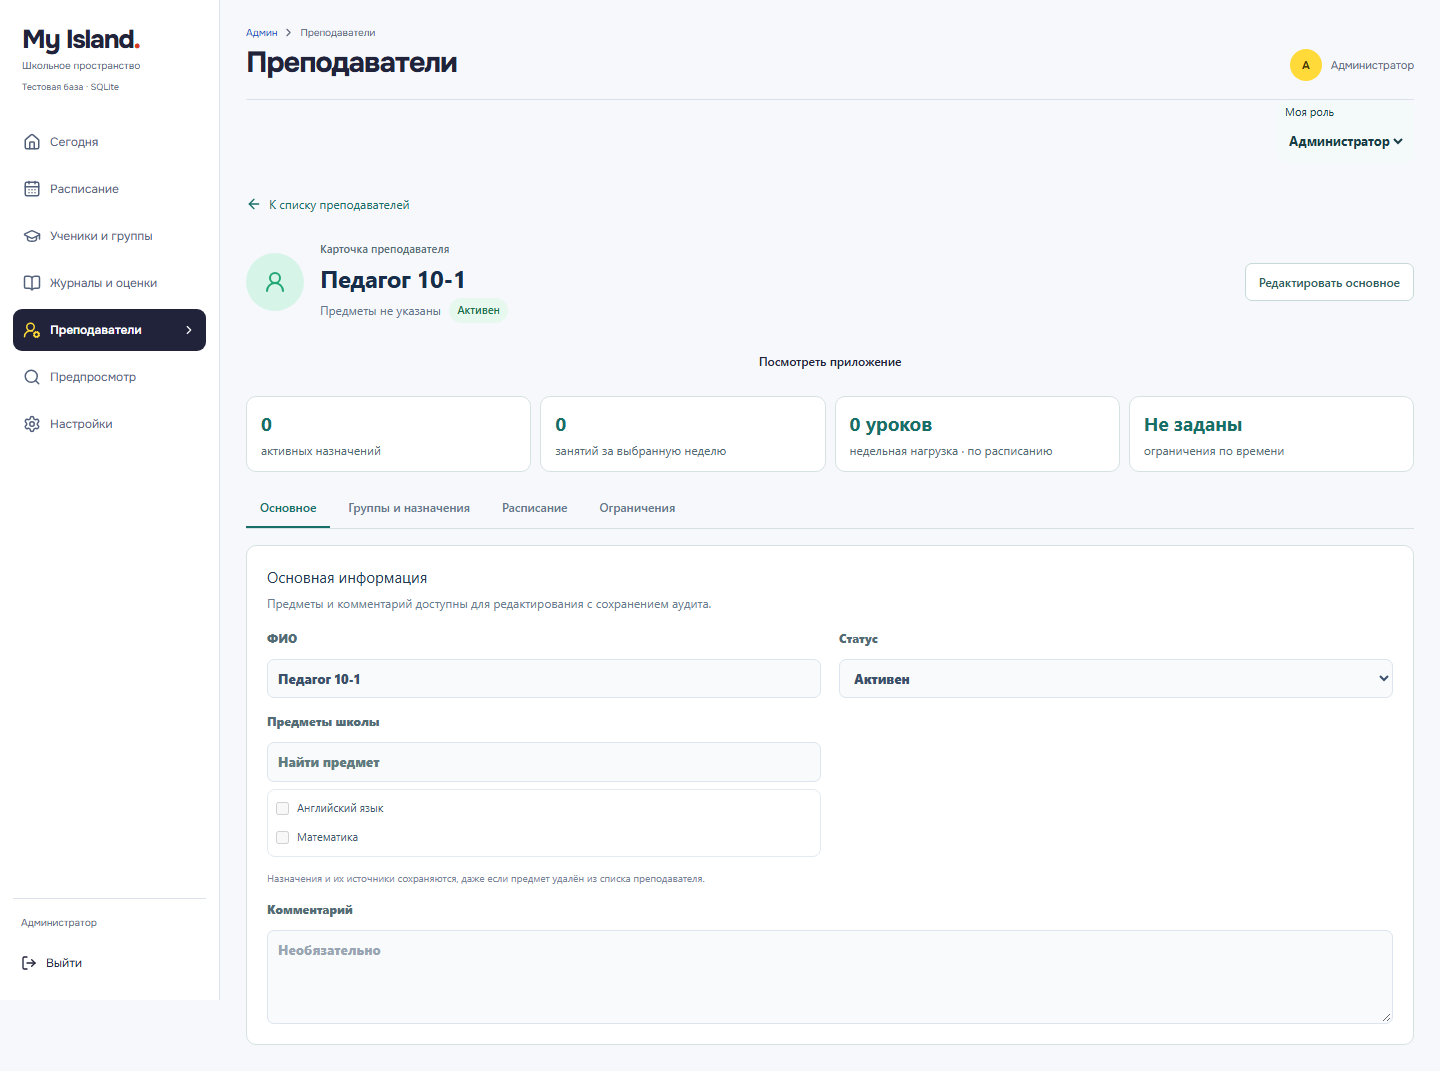 My Island.
Школьное пространство
Тестовая база · SQLite
Сегодня
Расписание
Ученики и группы
Журналы и оценки
Преподаватели
Предпросмотр
Настройки
Администратор
Выйти
Админ > Преподаватели
Преподаватели
А Администратор
Моя роль
Администратор
К списку преподавателей
Карточка преподавателя
Педагог 10-1
Предметы не указаны Активен
Редактировать основное
Посмотреть приложение
0
активных назначений
0
занятий за выбранную неделю
0 уроков
недельная нагрузка · по расписанию
Не заданы
ограничения по времени
Основное Группы и назначения Расписание Ограничения
Основная информация
Предметы и комментарий доступны для редактирования с сохранением аудита.
ФИО
Педагог 10-1
Статус
Активен
Предметы школы
Найти предмет
Английский язык
Математика
Назначения и их источники сохраняются, даже если предмет удалён из списка преподавателя.
Комментарий
Необязательно